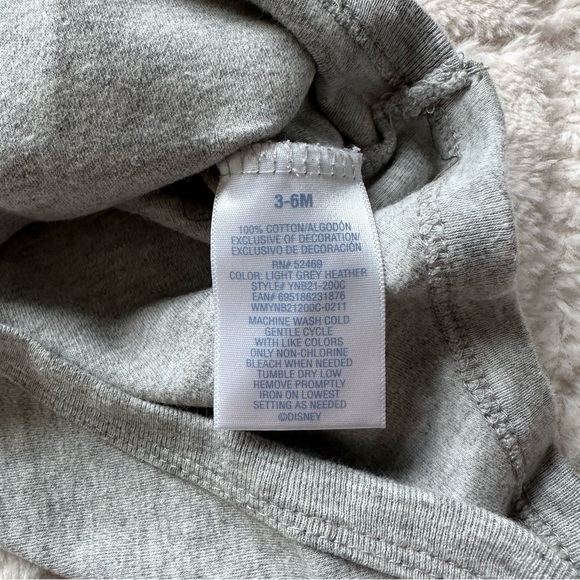 3-6M
100% COTTON/ALGODÓN
EXCLUSIVE OF DECORATION/
EXCLUSIVO DE DECORACIÓN
RN# 52469
COLOR: LIGHT GREY HEATHER
STYLE# YNB21-200C
EAN# 695186231876
WMYNB21200C-0211
MACHINE WASH COLD
GENTLE CYCLE
WITH LIKE COLORS
ONLY NON-CHLORINE
BLEACH WHEN NEEDED
TUMBLE DRY LOW
REMOVE PROMPTLY
IRON ON LOWEST
SETTING AS NEEDED
©DISNEY